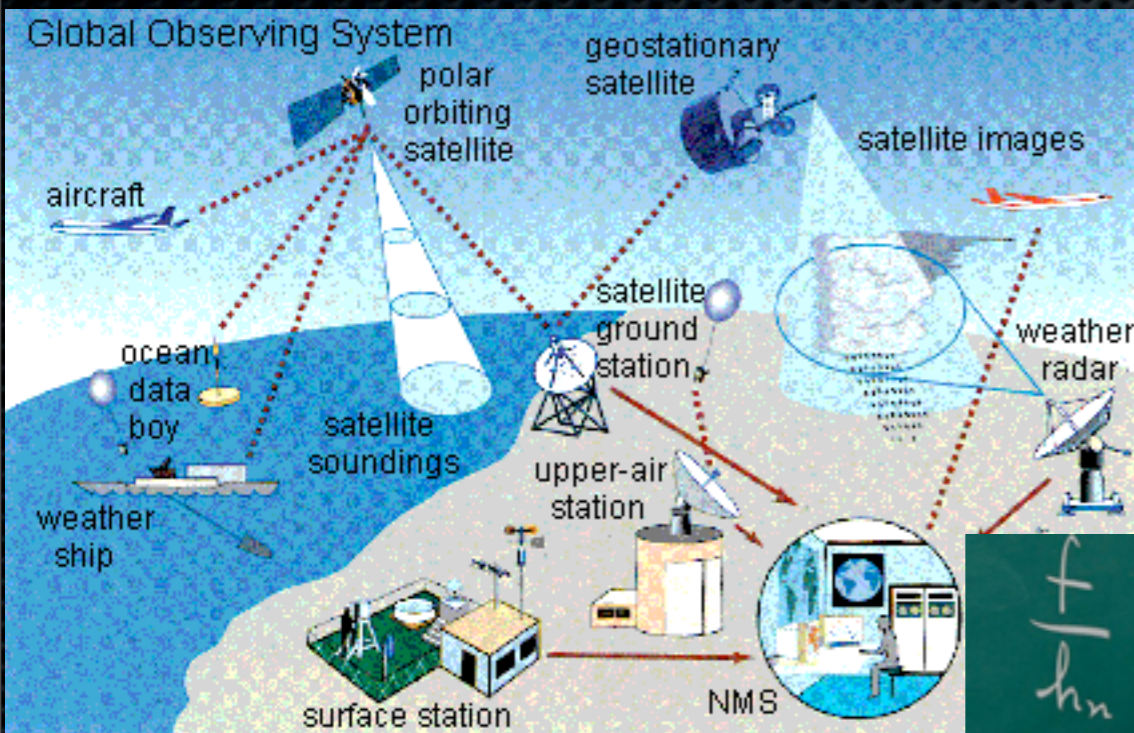 Global Observing System
polar
orbiting
satellite
geostationary
satellite
satellite images
aircraft
satellite
ground
station
weather
radar
ocean
data
boy
satellite
soundings
upper-air
station
weather
ship
surface station
NMS
f
hn